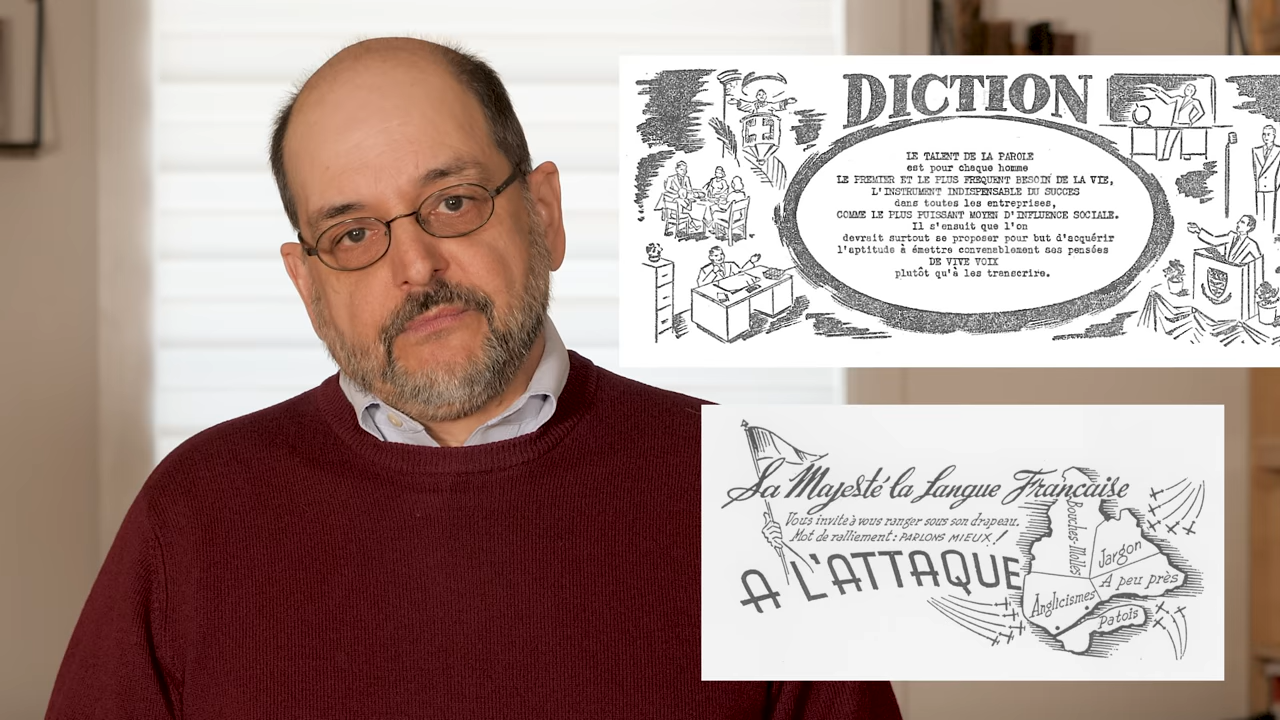 DICTION
LE TALENT DE LA PAROLE
est pour chaque homme
LE PREMIER ET LE PLUS FREQUENT BESOIN DE LA VIE,
L'INSTRUMENT INDISPENSABLE DU SUCCES
dans toutes les entreprises,
COMME LE PLUS PUISSANT MOYEN D'INFLUENCE SOCIALE.
Il s'ensuit que l'on
devrait surtout se proposer pour but d'acquérir
l'aptitude à émettre convenablement ses pensées
DE VIVE VOIX
plutôt qu'à les transcrire.
Sa Majesté la Langue Française
Vous invite à vous ranger sous son drapeau.
Mot de ralliement: PARLONS MIEUX!
A L'ATTAQUE
Bouches-Molles
Jargon
A peu près
Anglicismes
Patois